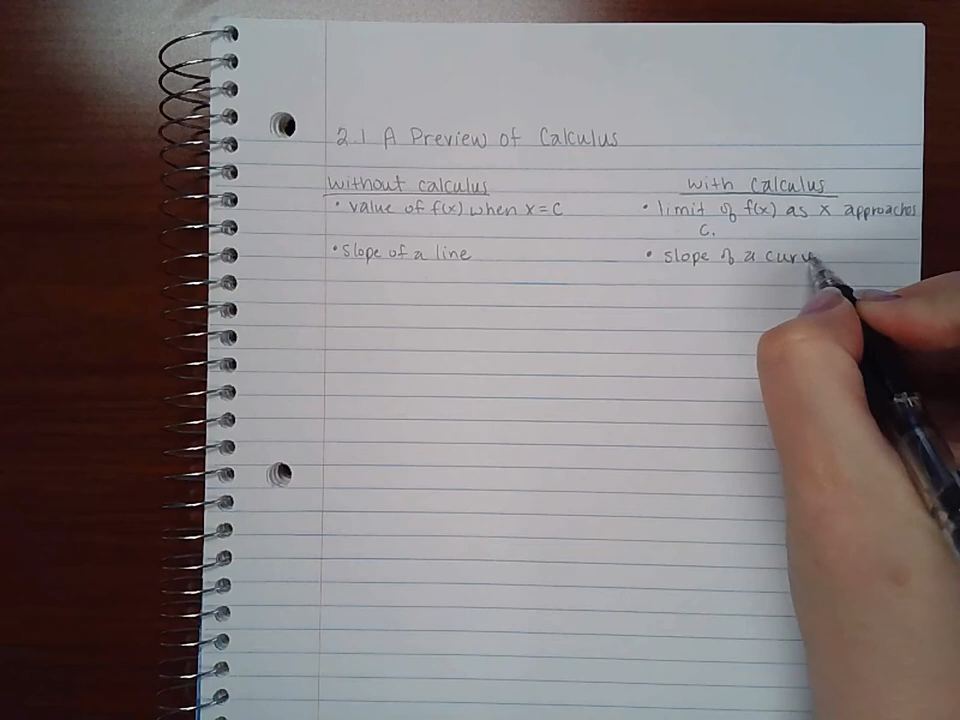 2.1 A Preview of Calculus
without calculus
with Calculus
• value of f(x) when x = c
• limit of f(x) as x approaches
c.
• slope of a line
• slope of a curv